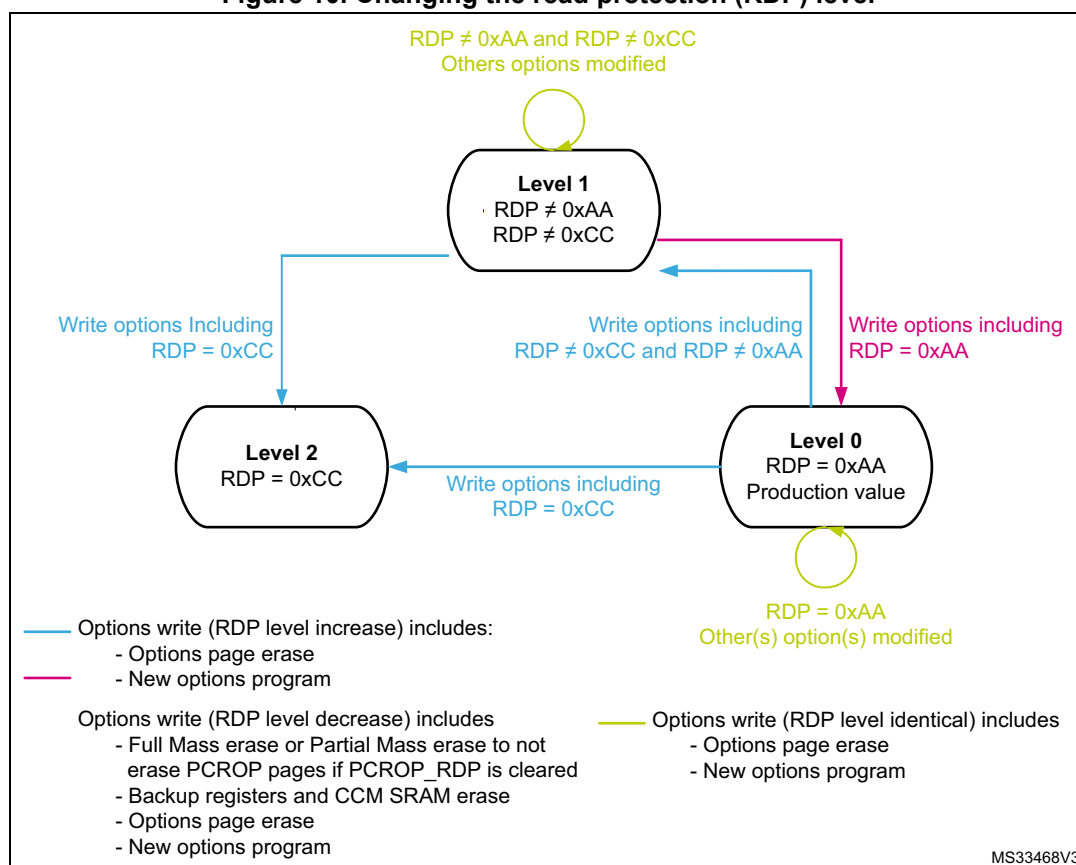 Figure 10. Changing the read protection (RDP) level
RDP ≠ 0xAA and RDP ≠ 0xCC
Others options modified
Level 1
RDP ≠ 0xAA
RDP ≠ 0xCC
Write options Including
RDP = 0xCC
Write options including
RDP ≠ 0xCC and RDP ≠ 0xAA
Write options including
RDP = 0xAA
Level 2
RDP = 0xCC
Level 0
RDP = 0xAA
Production value
Write options including
RDP = 0xCC
RDP = 0xAA
Other(s) option(s) modified
Options write (RDP level increase) includes:
- Options page erase
- New options program
Options write (RDP level decrease) includes
- Full Mass erase or Partial Mass erase to not
erase PCROP pages if PCROP_RDP is cleared
- Backup registers and CCM SRAM erase
- Options page erase
- New options program
Options write (RDP level identical) includes
- Options page erase
- New options program
MS33468V3